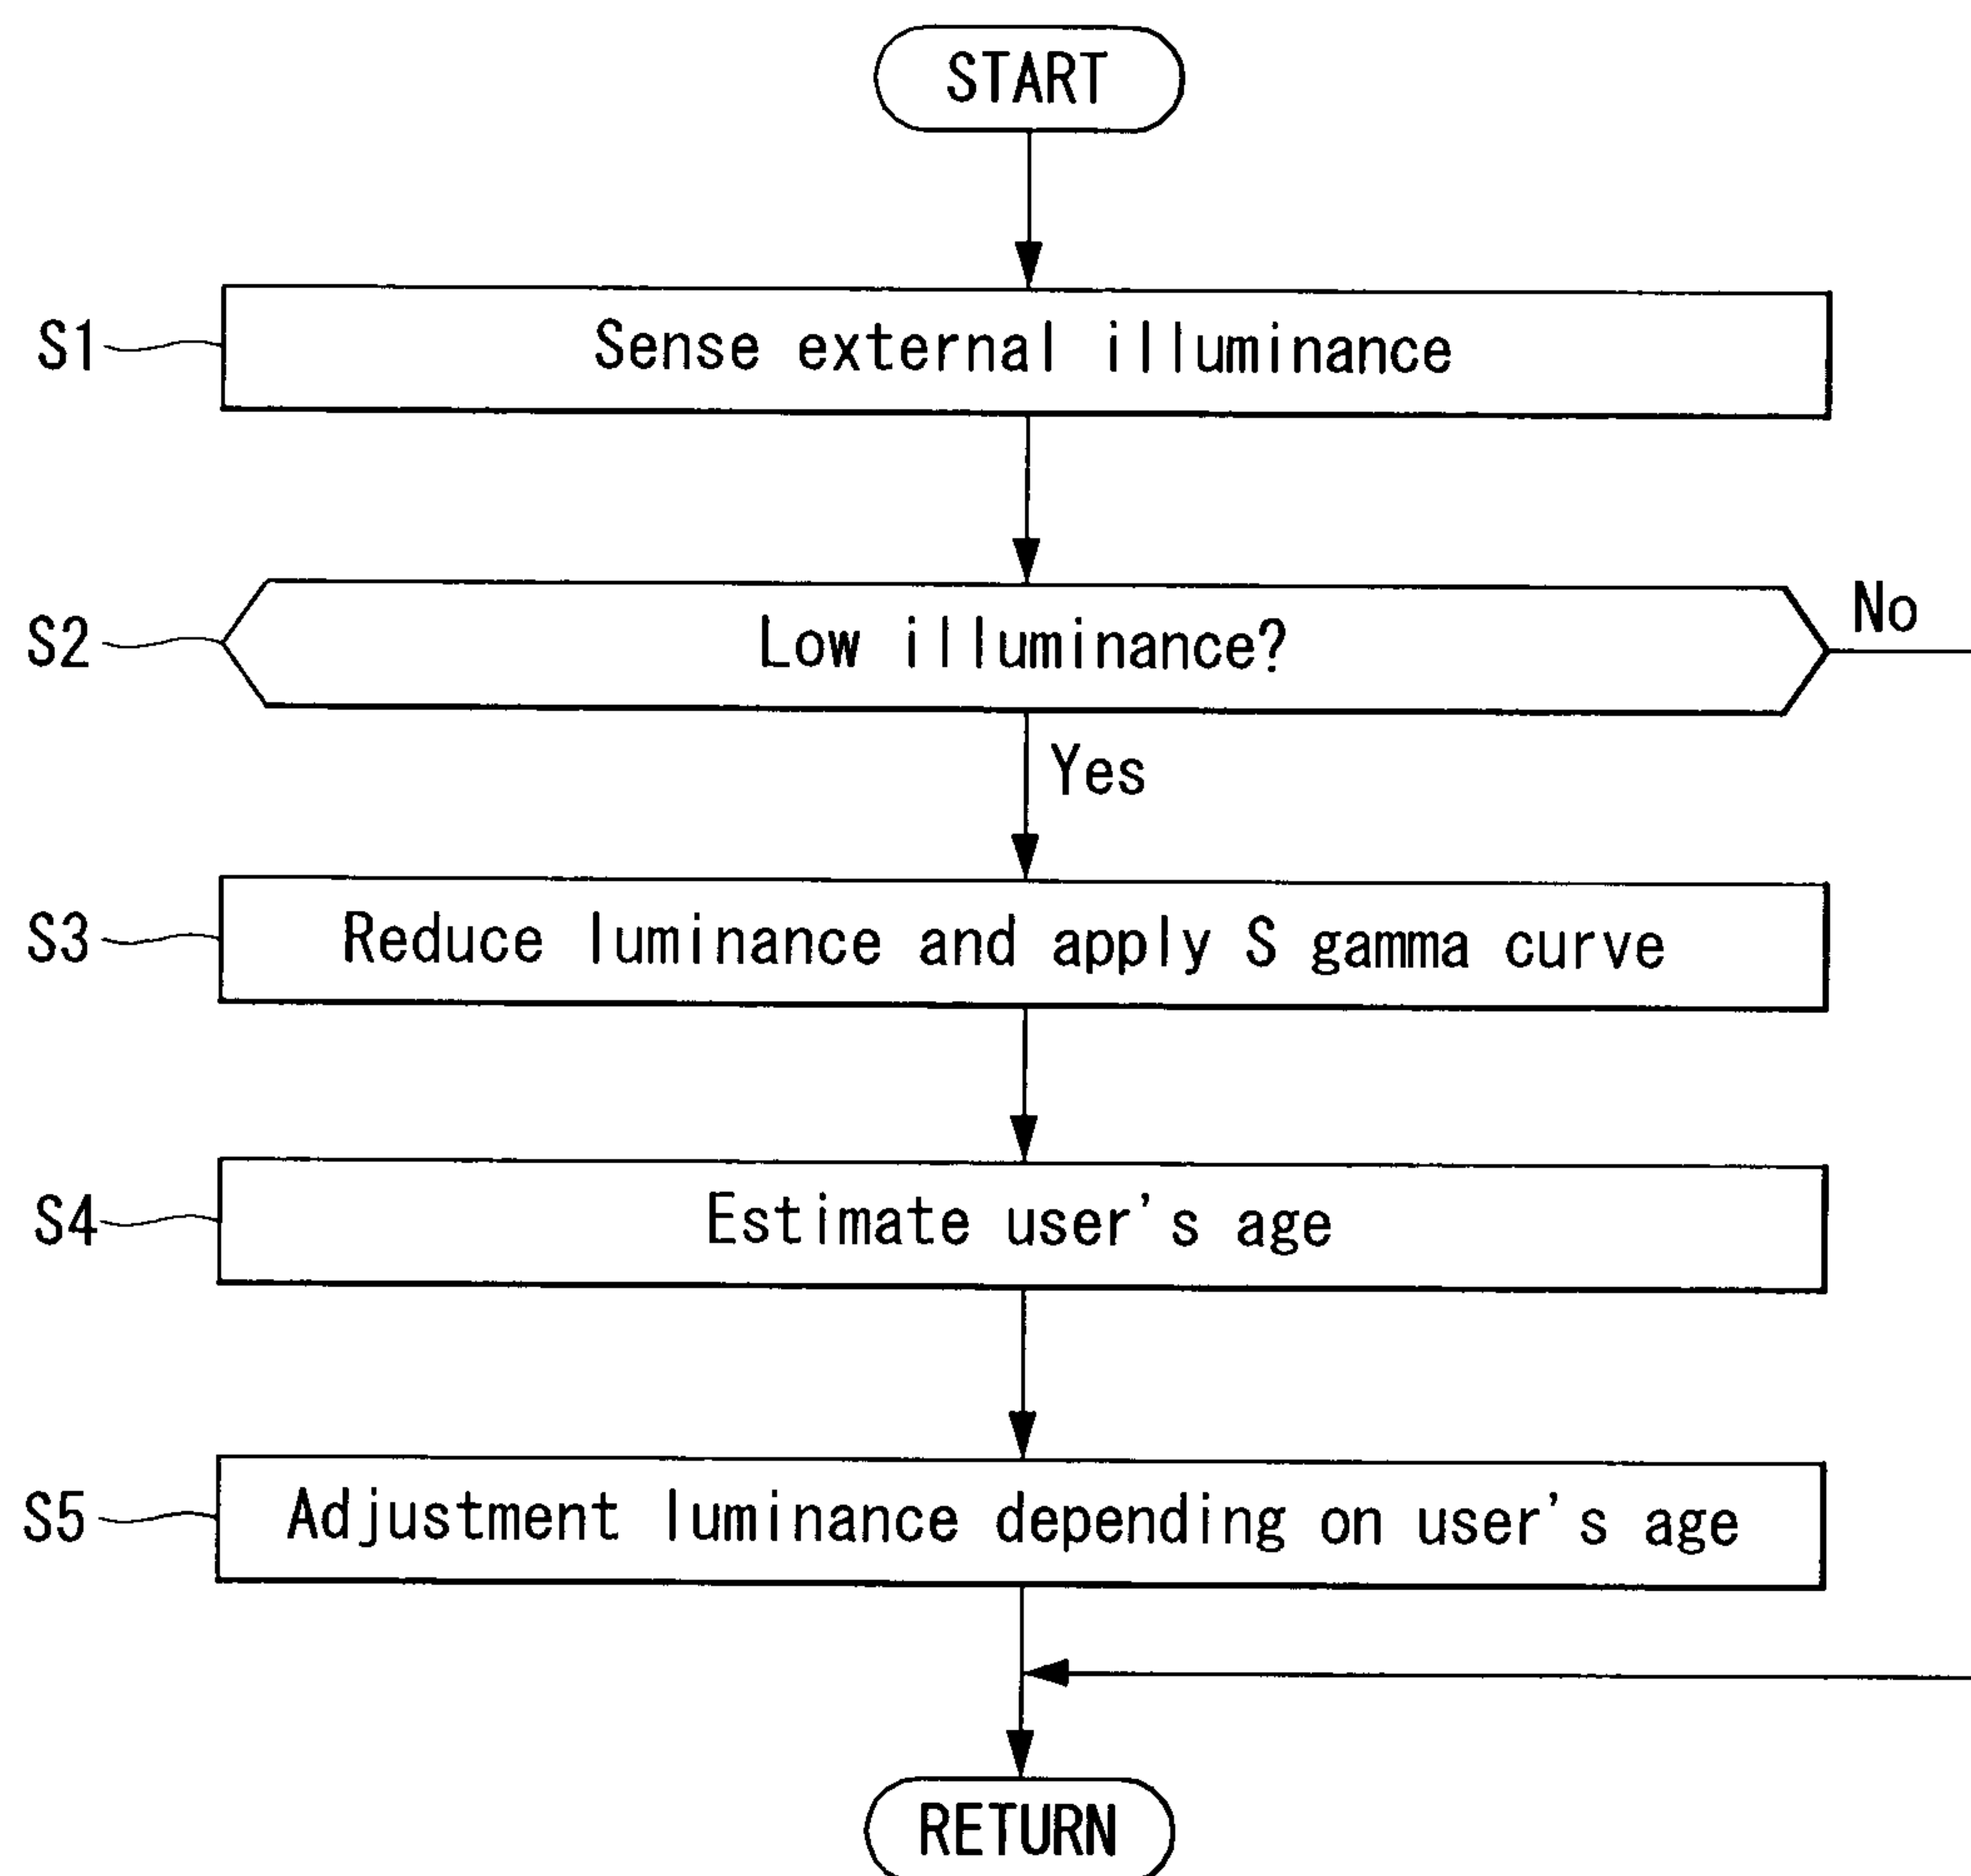 START
S1 Sense external illuminance
S2 Low illuminance? No
Yes
S3 Reduce luminance and apply S gamma curve
S4 Estimate user's age
S5 Adjustment luminance depending on user's age
RETURN